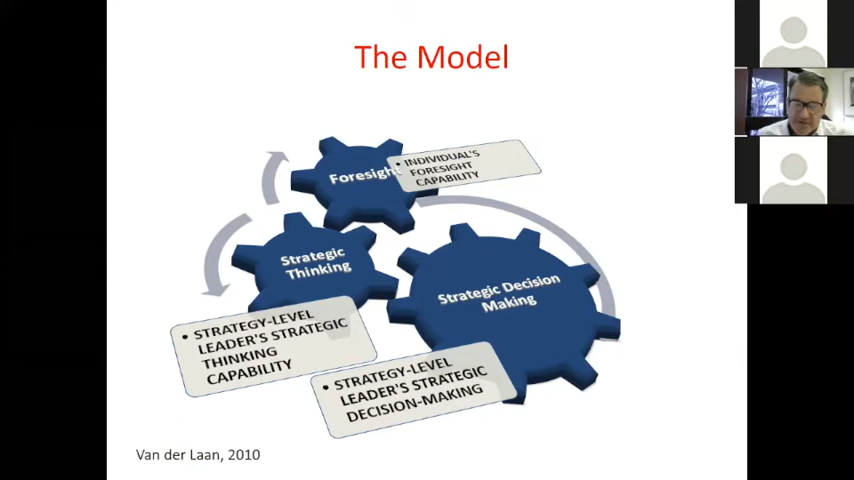 The Model
Foresight
• INDIVIDUAL'S
FORESIGHT
CAPABILITY
Strategic
Thinking
Strategic Decision
Making
• STRATEGY-LEVEL
LEADER'S STRATEGIC
THINKING
CAPABILITY
• STRATEGY-LEVEL
LEADER'S STRATEGIC
DECISION-MAKING
Van der Laan, 2010